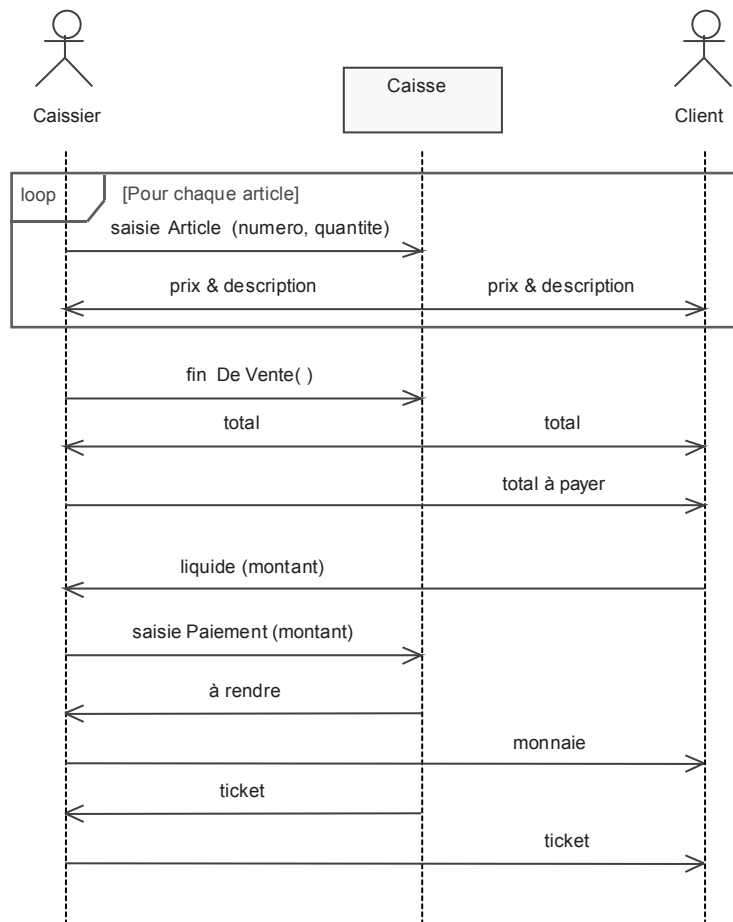 Caisse
Caissier
Client
loop
[Pour chaque article]
saisie Article (numero, quantite)
prix & description
prix & description
fin De Vente( )
total
total
total à payer
liquide (montant)
saisie Paiement (montant)
à rendre
monnaie
ticket
ticket